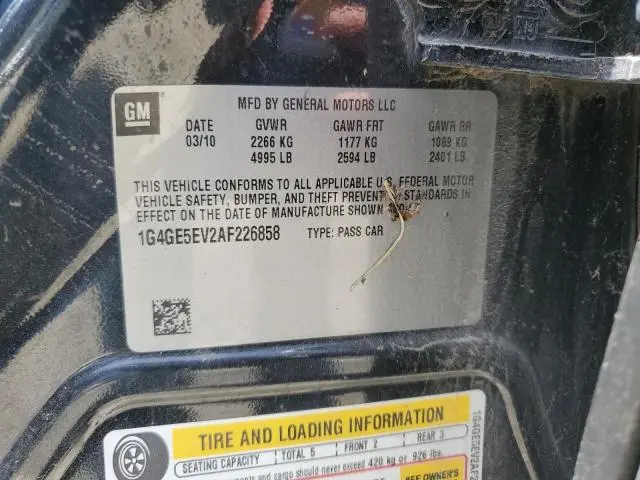 GM
MFD BY GENERAL MOTORS LLC
DATE GVWR GAWR FRT GAWR RR
03/10 2266 KG 1177 KG 1089 KG
4995 LB 2594 LB 2401 LB
THIS VEHICLE CONFORMS TO ALL APPLICABLE U.S. FEDERAL MOTOR
VEHICLE SAFETY, BUMPER, AND THEFT PREVENTION STANDARDS IN
EFFECT ON THE DATE OF MANUFACTURE SHOWN
1G4GE5EV2AF226858 TYPE: PASS CAR
TIRE AND LOADING INFORMATION
SEATING CAPACITY TOTAL 5 FRONT 2 REAR 3
and cargo should never exceed 420 kg or 926 lbs.
SEE OWNER'S
1G4GE5EV2AF2